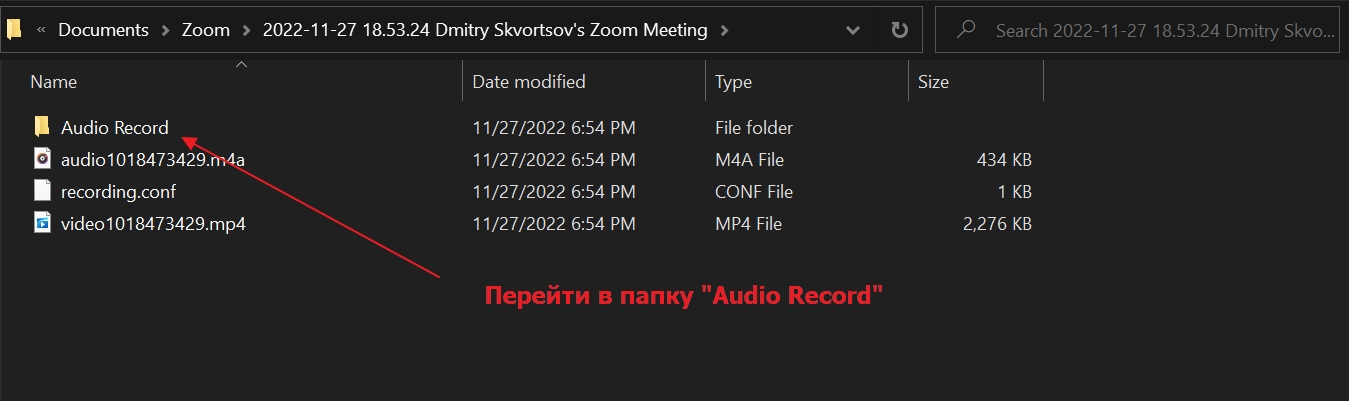 « Documents > Zoom > 2022-11-27 18.53.24 Dmitry Skvortsov's Zoom Meeting >
Search 2022-11-27 18.53.24 Dmitry Skvo...
Name Date modified Type Size
Audio Record 11/27/2022 6:54 PM File folder
audio1018473429.m4a 11/27/2022 6:54 PM M4A File 434 KB
recording.conf 11/27/2022 6:54 PM CONF File 1 KB
video1018473429.mp4 11/27/2022 6:54 PM MP4 File 2,276 KB
Перейти в папку "Audio Record"